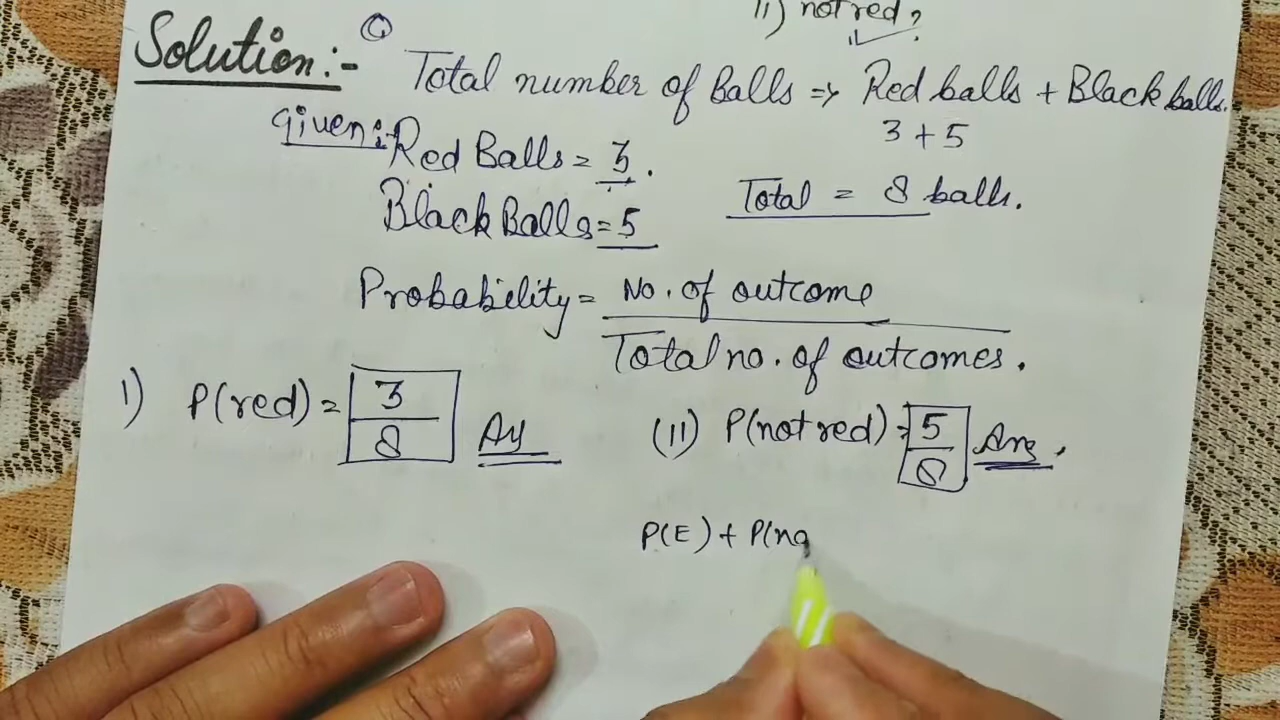 II) not red?
Solution:-
Total number of Balls => Red balls + Black balls.
3 + 5
Given:- Red Balls = 3.
Black Balls = 5
Total = 8 balls.
Probability = No. of outcome
Total no. of outcomes.
I) P(red) = 3/8 Ans
(II) P(not red) = 5/8 Ans.
P(E) + P(no